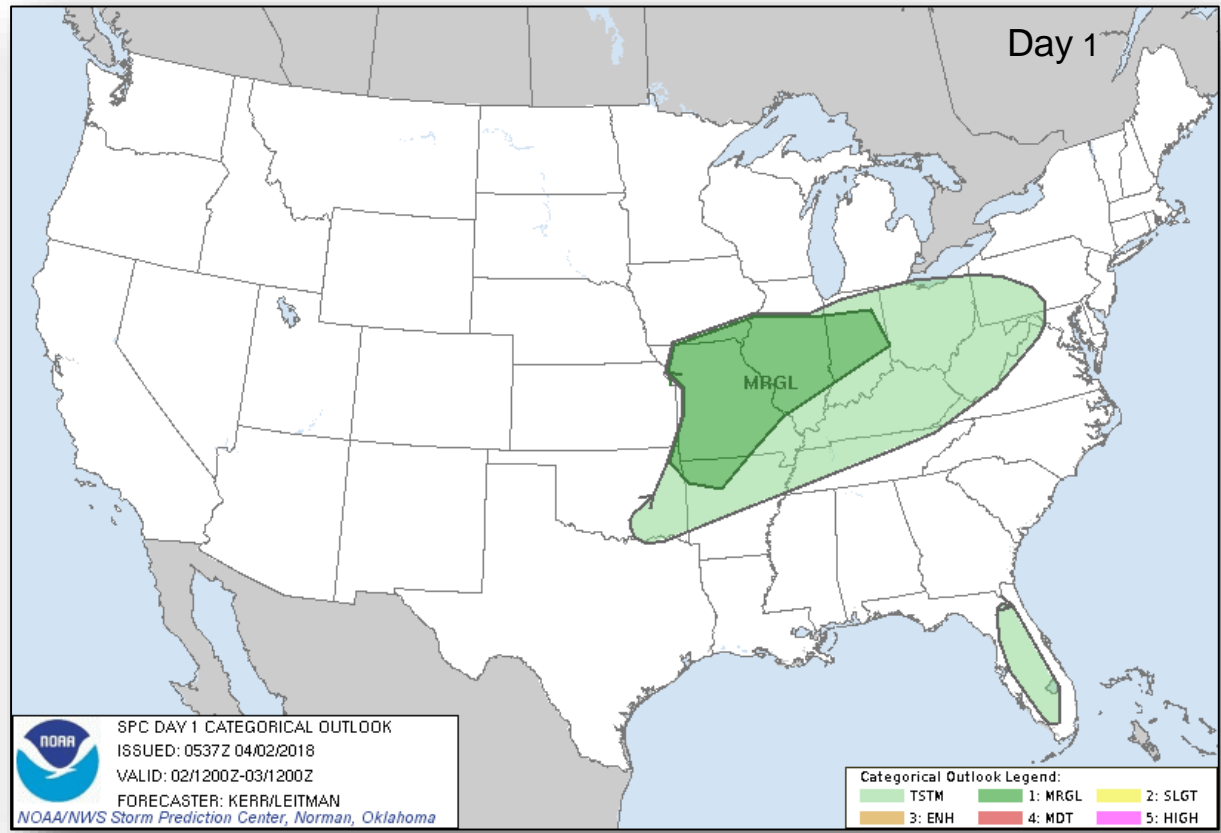 Day 1
MRGL
NOAA
SPC DAY 1 CATEGORICAL OUTLOOK
ISSUED: 0537Z 04/02/2018
VALID: 02/1200Z-03/1200Z
FORECASTER: KERR/LEITMAN
NOAA/NWS Storm Prediction Center, Norman, Oklahoma
Categorical Outlook Legend:
TSTM 1: MRGL 2: SLGT
3: ENH 4: MDT 5: HIGH